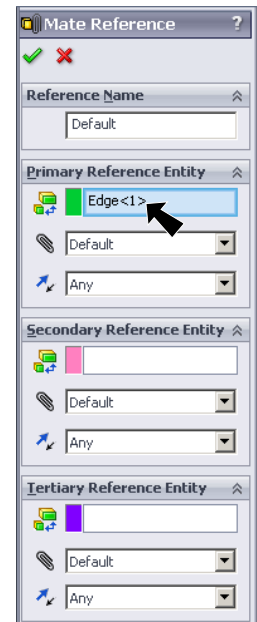 Mate Reference ?
Reference Name
Default
Primary Reference Entity
Edge<1>
Default
Any
Secondary Reference Entity
Default
Any
Tertiary Reference Entity
Default
Any